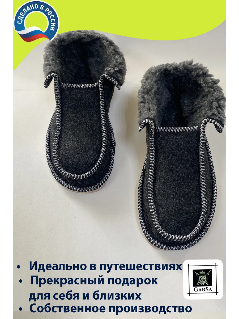 СДЕЛАНО В РОССИИ
• Идеально в путешествиях
• Прекрасный подарок
для себя и близких
• Собственное производство